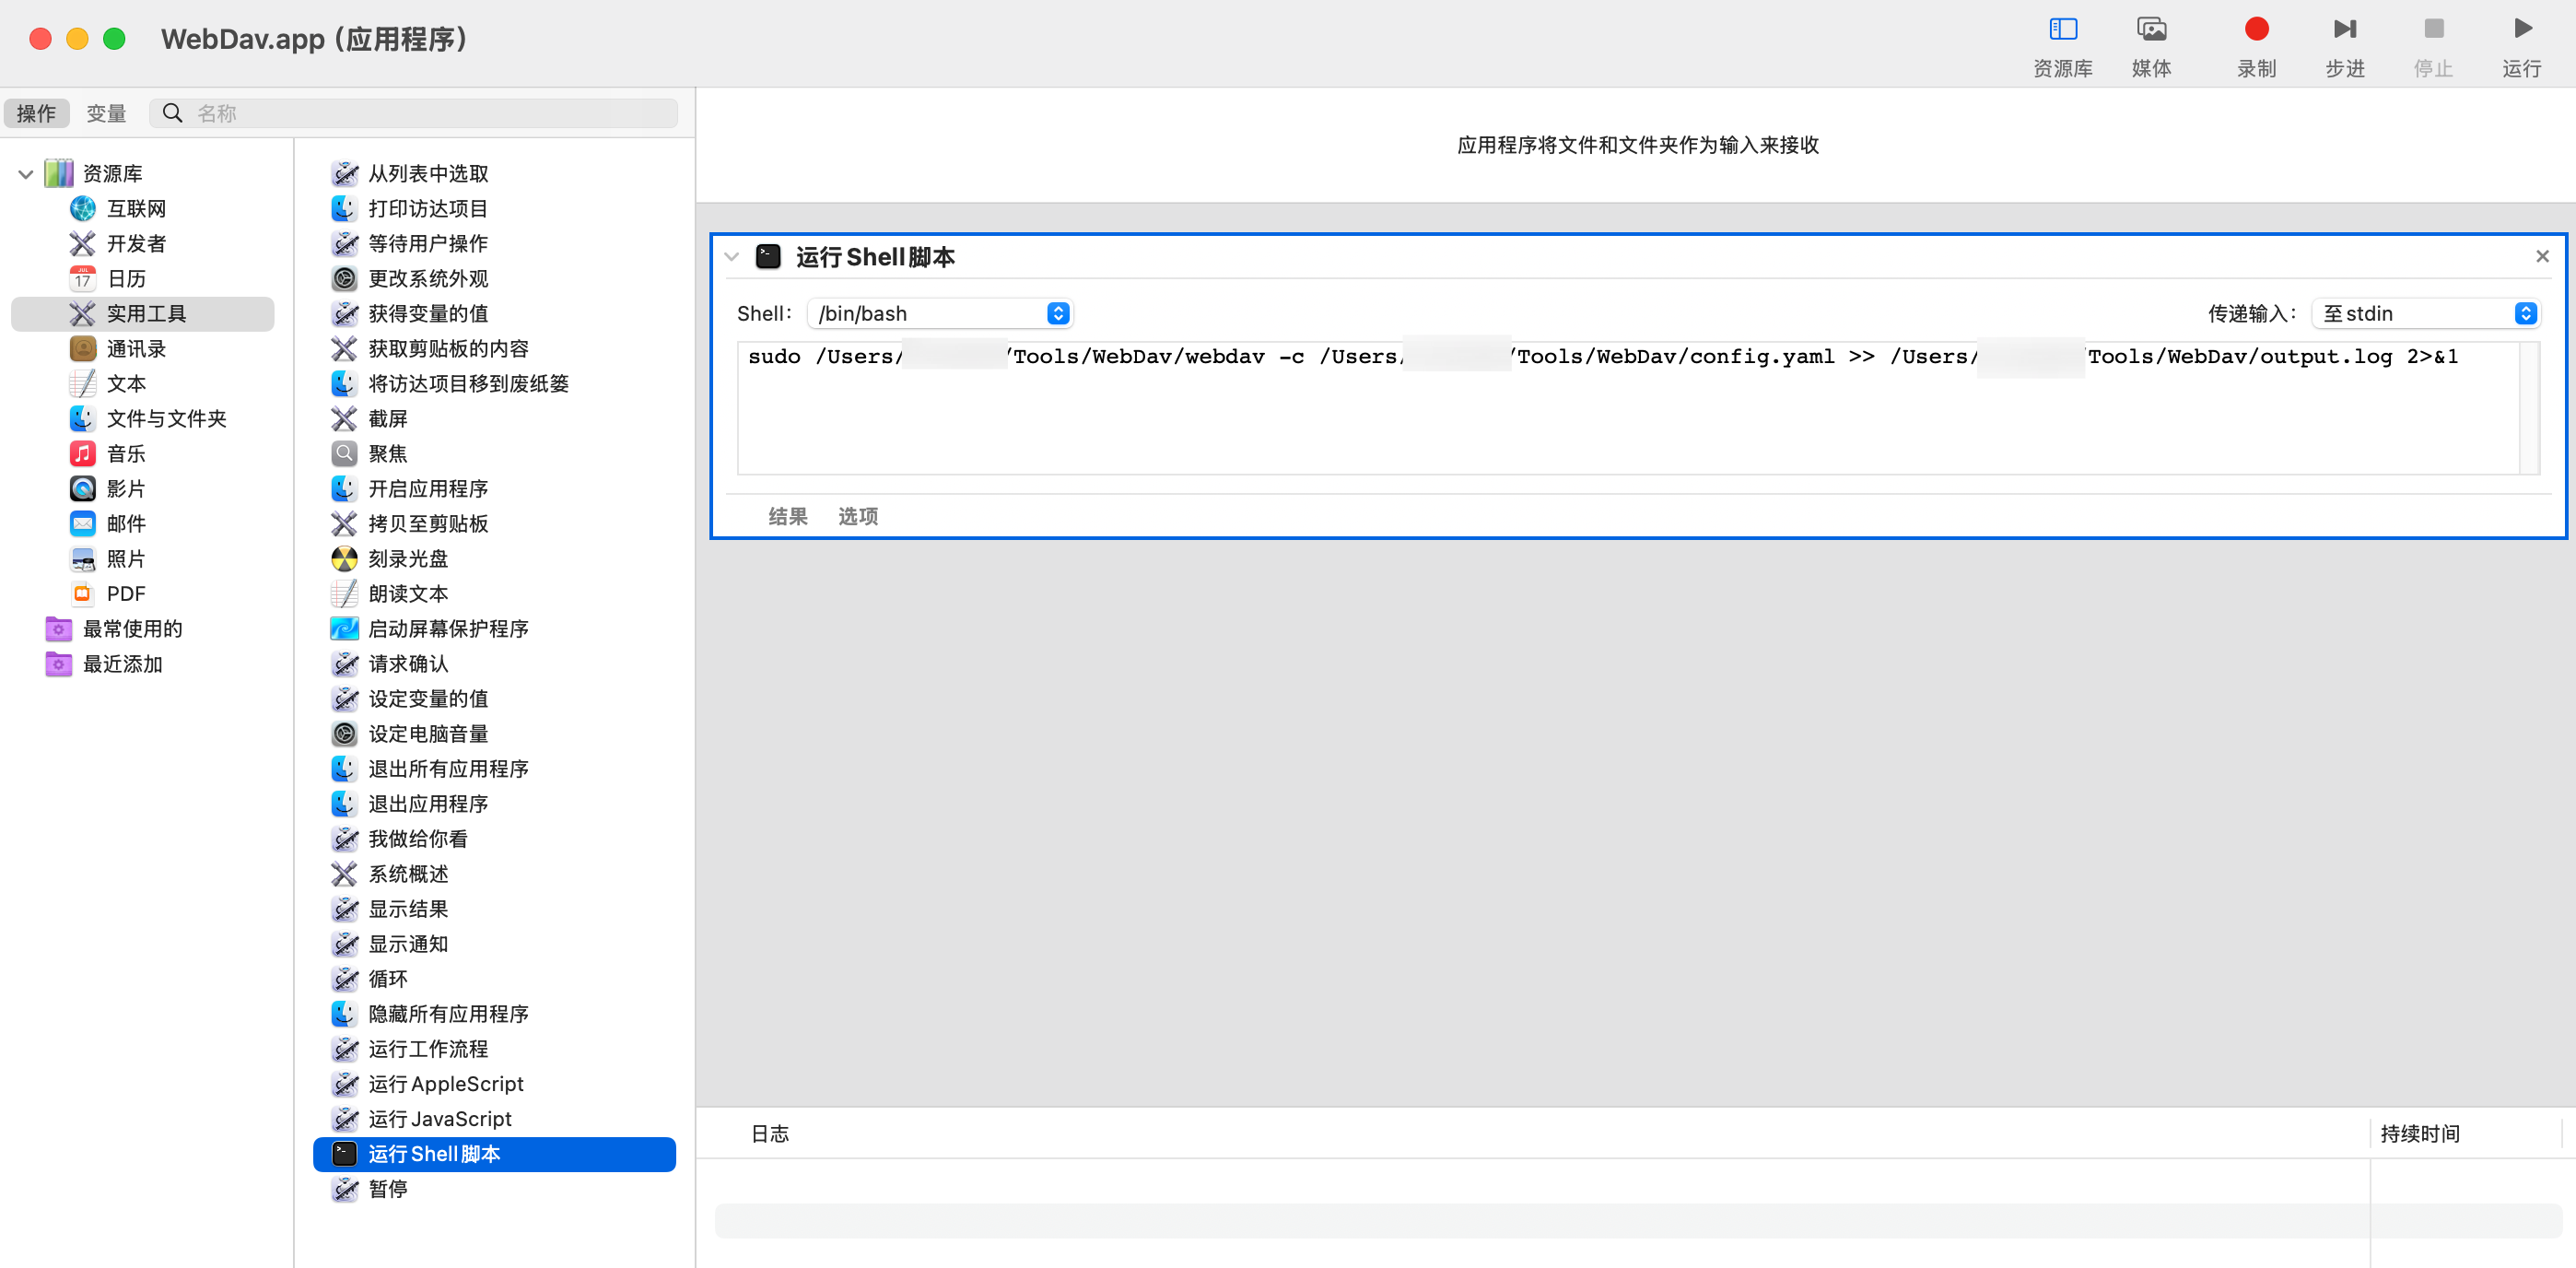 WebDav.app (应用程序)
资源库
媒体
录制
步进
停止
运行
操作
变量
名称
资源库
互联网
开发者
JUL
17
日历
实用工具
通讯录
文本
文件与文件夹
音乐
影片
邮件
照片
PDF
最常使用的
最近添加
从列表中选取
打印访达项目
等待用户操作
更改系统外观
获得变量的值
获取剪贴板的内容
将访达项目移到废纸篓
截屏
聚焦
开启应用程序
拷贝至剪贴板
刻录光盘
朗读文本
启动屏幕保护程序
请求确认
设定变量的值
设定电脑音量
退出所有应用程序
退出应用程序
我做给你看
系统概述
显示结果
显示通知
循环
隐藏所有应用程序
运行工作流程
运行 AppleScript
运行 JavaScript
运行 Shell 脚本
暂停
应用程序将文件和文件夹作为输入来接收
运行 Shell 脚本
Shell: /bin/bash
传递输入: 至 stdin
sudo /Users/ /Tools/WebDav/webdav -c /Users/ /Tools/WebDav/config.yaml >> /Users/ Tools/WebDav/output.log 2>&1
结果 选项
日志
持续时间